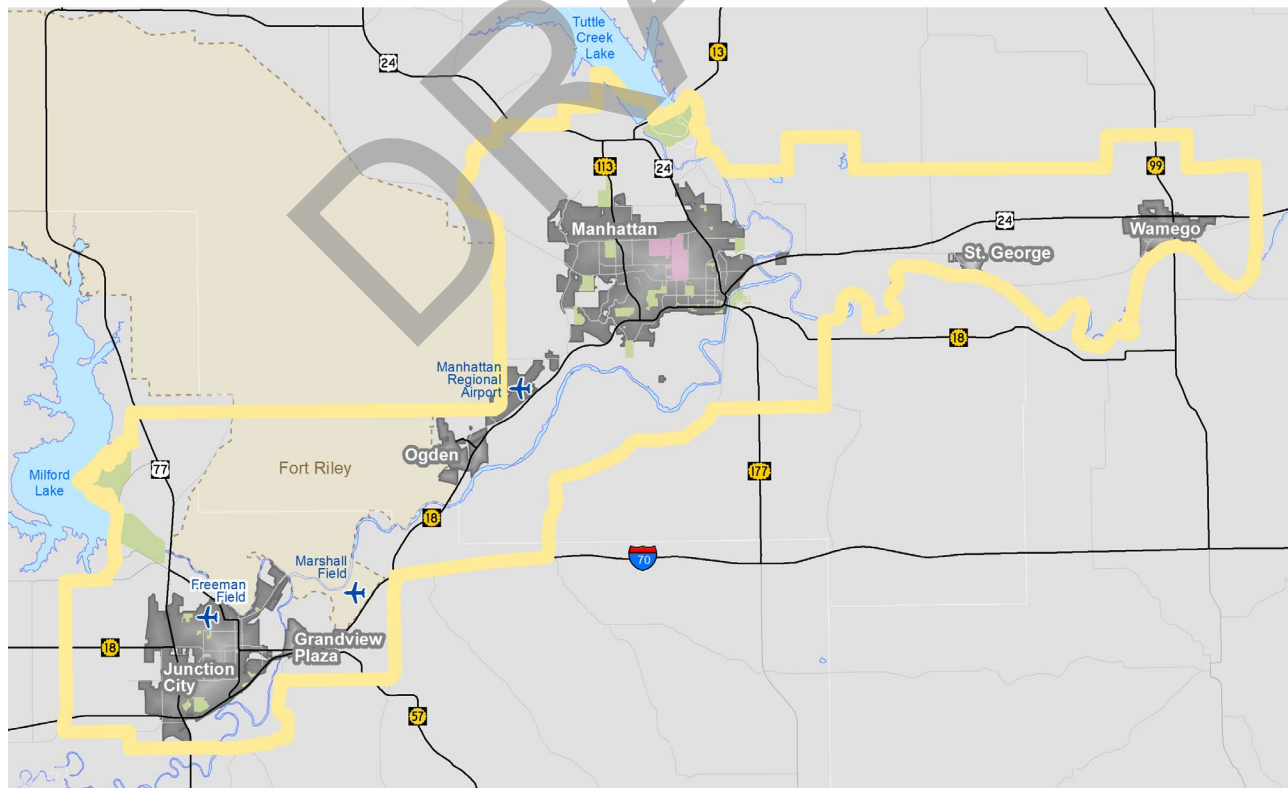 Tuttle
Creek
Lake
13
24
DRA
113
24
99
Manhattan
24
Wamego
St. George
18
Manhattan
Regional
Airport
Ogden
Fort Riley
77
Milford
Lake
177
18
70
Marshall
Field
Freeman
Field
18
Grandview
Plaza
Junction
City
57